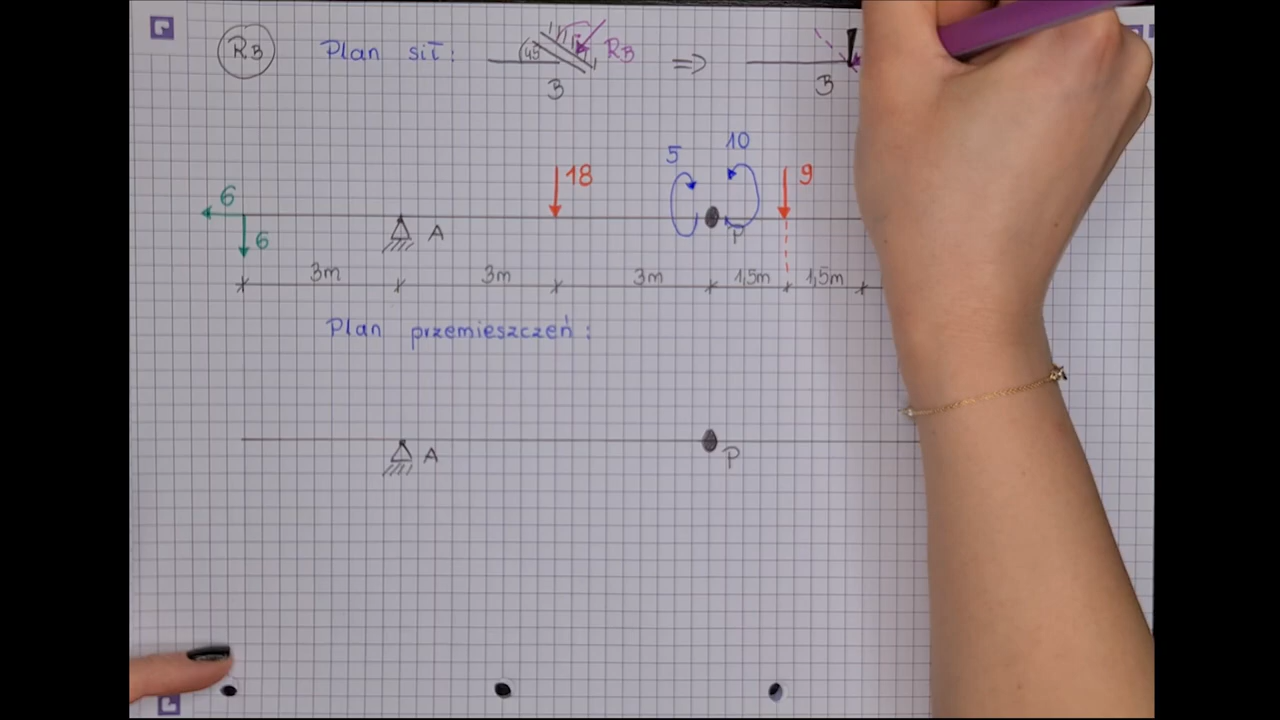 RB Plan sił: 45 RB ⇒
B B
5 10
6 18 9
6 A P
3m 3m 3m 1,5m 1,5m
Plan przemieszczeń:
A P